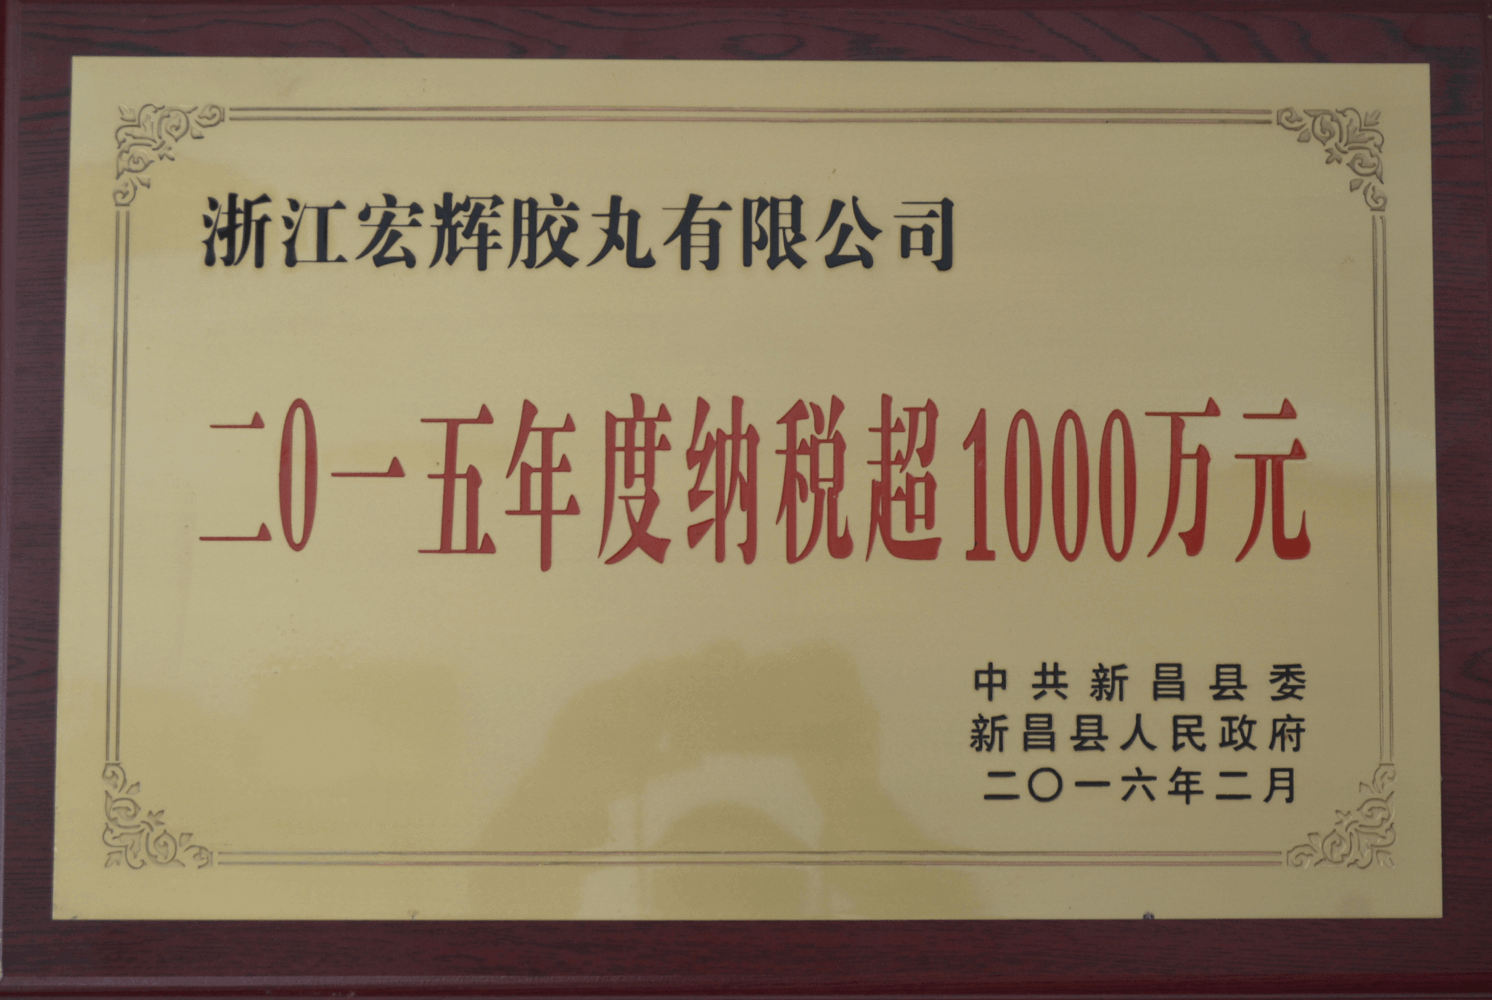 浙江宏辉胶丸有限公司
二0一五年度纳税超1000万元
中共新昌县委
新昌县人民政府
二〇一六年二月